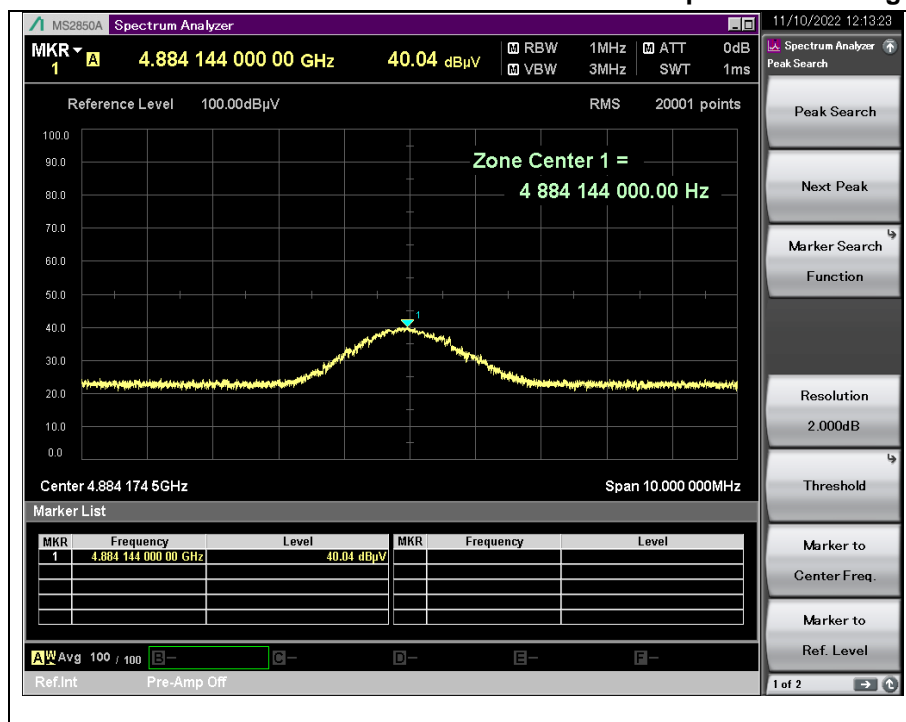 MS2850A Spectrum Analyzer
11/10/2022 12:13:23
MKR 1 A 4.884 144 000 00 GHz 40.04 dBµV
M RBW 1MHz M ATT 0dB
M VBW 3MHz SWT 1ms
Spectrum Analyzer
Peak Search
Reference Level 100.00dBµV RMS 20001 points
100.0
90.0
80.0
70.0
60.0
50.0
40.0
30.0
20.0
10.0
0.0
Zone Center 1 =
4 884 144 000.00 Hz
1
Center 4.884 174 5GHz Span 10.000 000MHz
Marker List
MKR Frequency Level MKR Frequency Level
1 4.884 144 000 00 GHz 40.04 dBµV
A W Avg 100 / 100 B – C – D – E – F –
Ref.Int Pre-Amp Off
Peak Search
Next Peak
Marker Search
Function
Resolution
2.000dB
Threshold
Marker to
Center Freq.
Marker to
Ref. Level
1 of 2